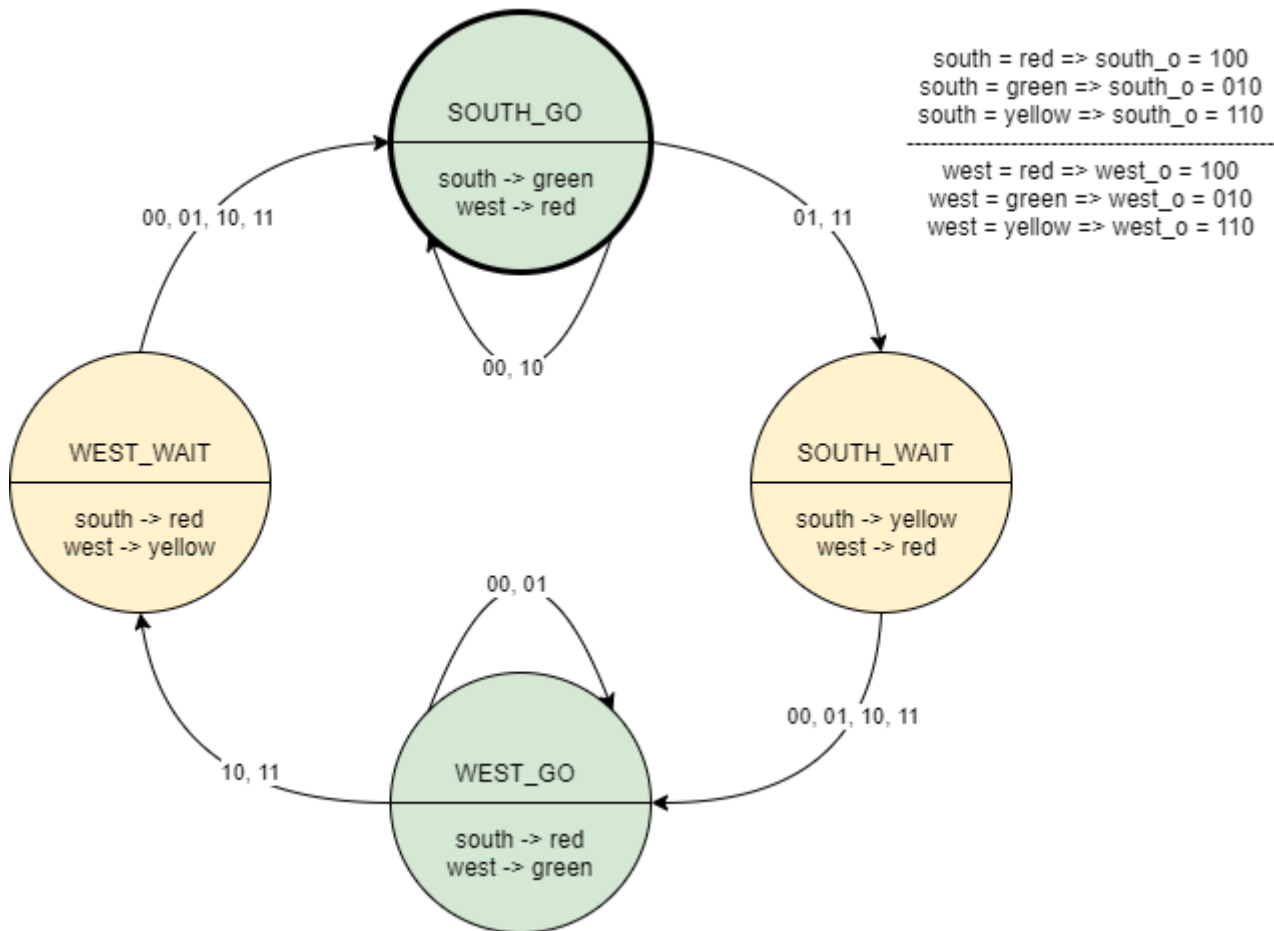 SOUTH_GO
south -> green
west -> red
south = red => south_o = 100
south = green => south_o = 010
south = yellow => south_o = 110
west = red => west_o = 100
west = green => west_o = 010
west = yellow => west_o = 110
00, 01, 10, 11
01, 11
00, 10
WEST_WAIT
south -> red
west -> yellow
SOUTH_WAIT
south -> yellow
west -> red
00, 01
00, 01, 10, 11
10, 11
WEST_GO
south -> red
west -> green